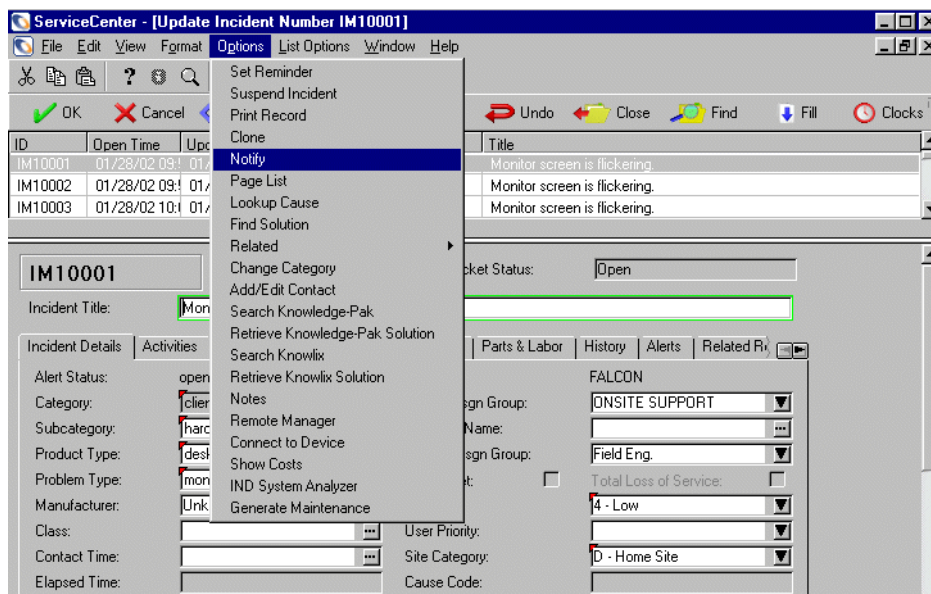 ServiceCenter - [Update Incident Number IM10001]
File Edit View Format Options List Options Window Help
OK Cancel Undo Close Find Fill Clocks
Set Reminder
Suspend Incident
Print Record
Clone
Notify
Page List
Lookup Cause
Find Solution
Related
Change Category
Add/Edit Contact
Search Knowledge-Pak
Retrieve Knowledge-Pak Solution
Search Knowlix
Retrieve Knowlix Solution
Notes
Remote Manager
Connect to Device
Show Costs
IND System Analyzer
Generate Maintenance
ID Open Time Title
IM10001 01/28/02 Monitor screen is flickering.
IM10002 01/28/02 Monitor screen is flickering.
IM10003 01/28/02 Monitor screen is flickering.
IM10001 Status: Open
Incident Title:
Incident Details Activities Parts & Labor History Alerts Related
Alert Status: open FALCON
Category: Group: ONSITE SUPPORT
Subcategory: Name:
Product Type: Group: Field Eng.
Problem Type: Total Loss of Service:
Manufacturer: 4 - Low
Class: User Priority:
Contact Time: Site Category: D - Home Site
Elapsed Time: Cause Code: